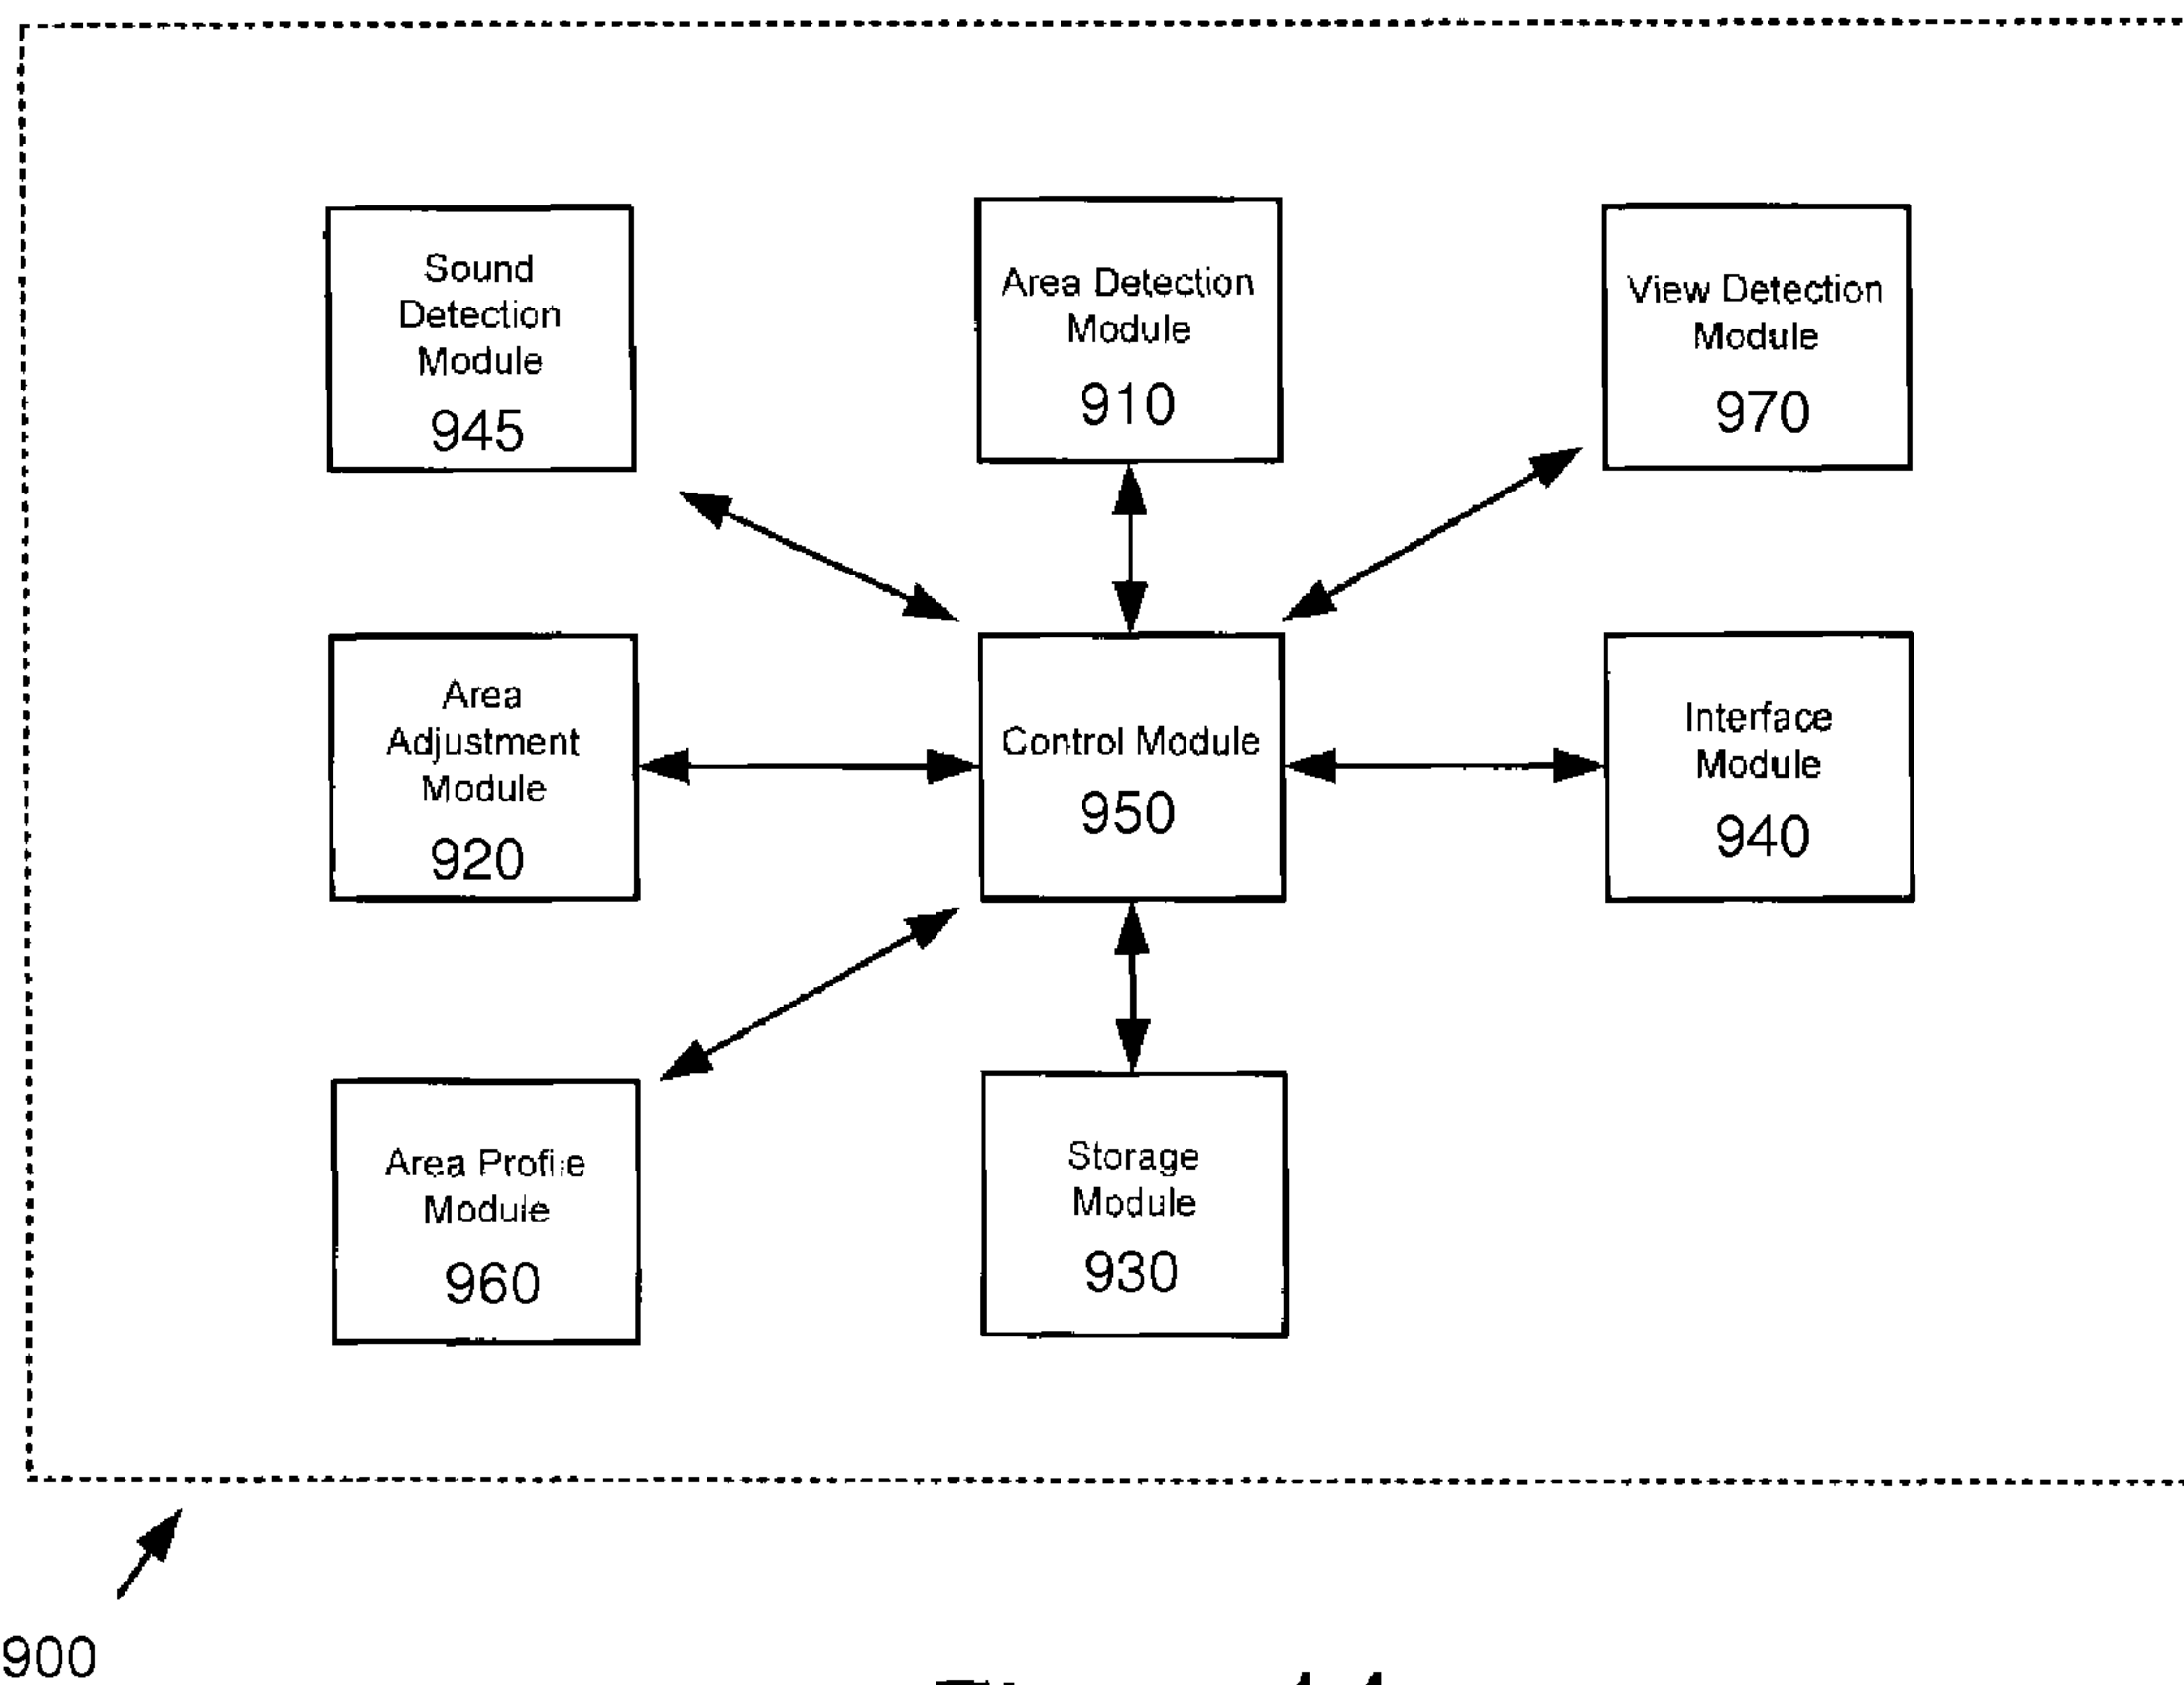 Sound
Detection
Module
945
Area Detection
Module
910
View Detection
Module
970
Area
Adjustment
Module
920
Control Module
950
Interface
Module
940
Area Profile
Module
960
Storage
Module
930
900